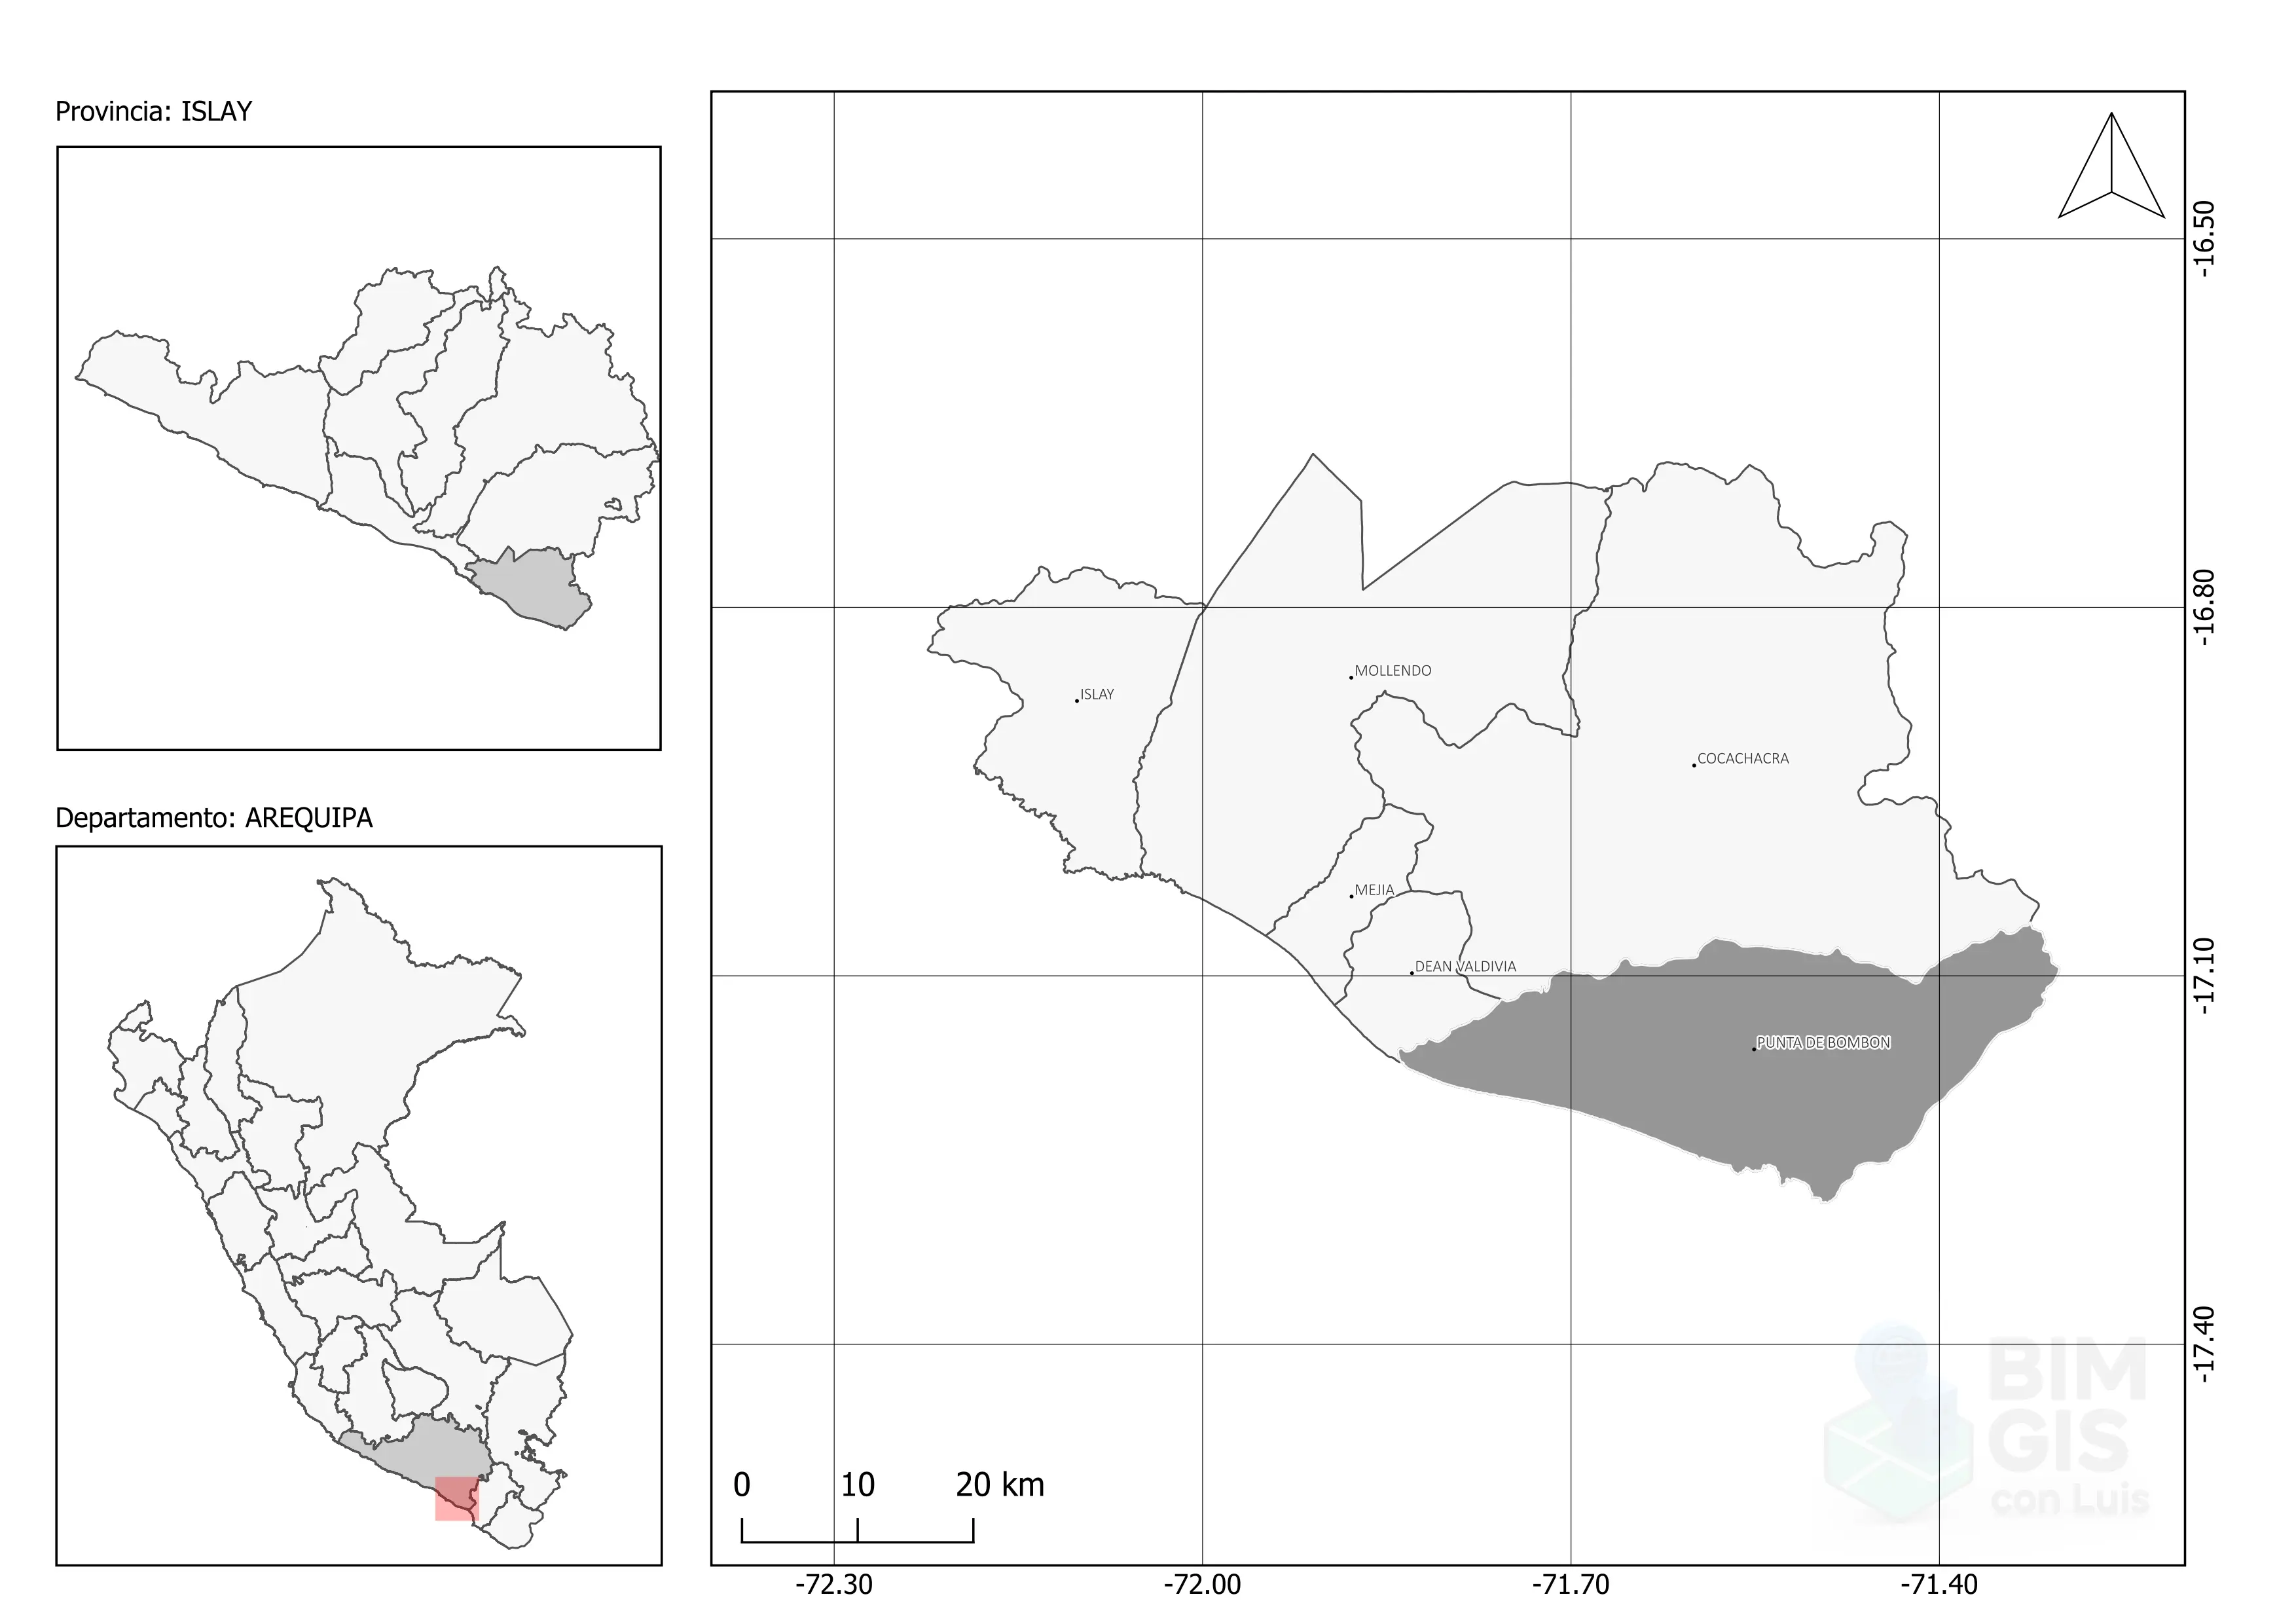 Provincia: ISLAY
Departamento: AREQUIPA
-16.50
-16.80
-17.10
-17.40
MOLLENDO
ISLAY
COCACHACRA
MEJIA
DEAN VALDIVIA
PUNTA DE BOMBON
0 10 20 km
-72.30 -72.00 -71.70 -71.40
BIM
GIS
con Luis